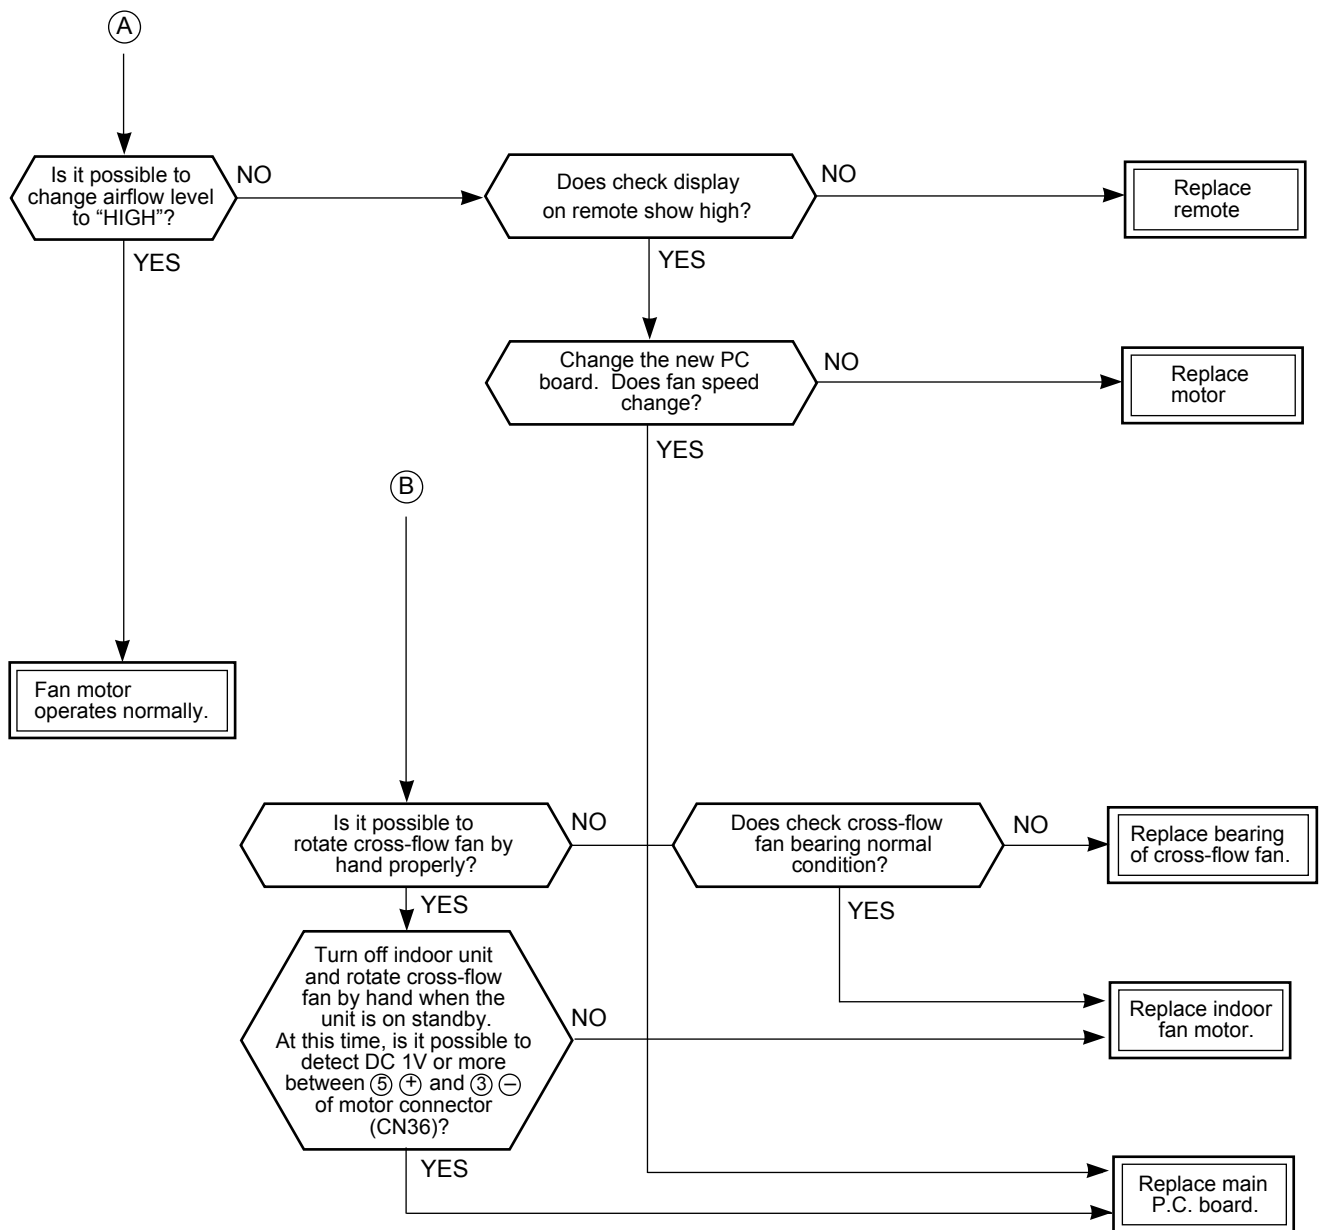 A
Is it possible to
change airflow level
to “HIGH”?
NO
Does check display
on remote show high?
NO
Replace
remote
YES
YES
Change the new PC
board. Does fan speed
change?
NO
Replace
motor
YES
B
Fan motor
operates normally.
Is it possible to
rotate cross-flow fan by
hand properly?
NO
Does check cross-flow
fan bearing normal
condition?
NO
Replace bearing
of cross-flow fan.
YES
YES
Turn off indoor unit
and rotate cross-flow
fan by hand when the
unit is on standby.
At this time, is it possible to
detect DC 1V or more
between ⑤ ⊕ and ③ ⊖
of motor connector
(CN36)?
NO
Replace indoor
fan motor.
YES
Replace main
P.C. board.